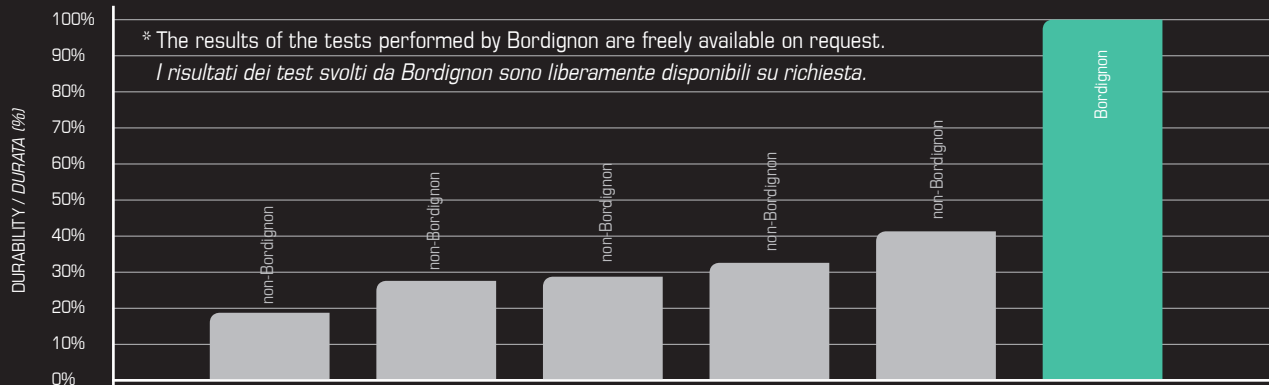 100%
* The results of the tests performed by Bordignon are freely available on request.
90%
I risultati dei test svolti da Bordignon sono liberamente disponibili su richiesta.
80%
70%
60%
50%
40%
30%
20%
10%
0%
DURABILITY / DURATA (%)
non-Bordignon
non-Bordignon
non-Bordignon
non-Bordignon
non-Bordignon
Bordignon